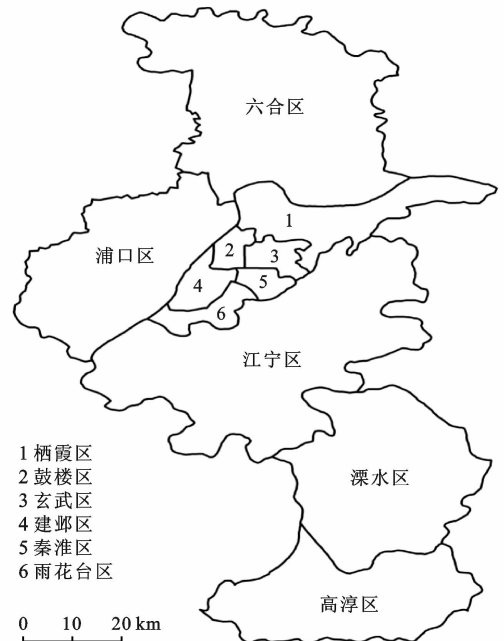 六合区
1
浦口区
2
3
4
5
6
江宁区
1 栖霞区
2 鼓楼区
3 玄武区
4 建邺区
5 秦淮区
6 雨花台区
溧水区
高淳区
0 10 20 km